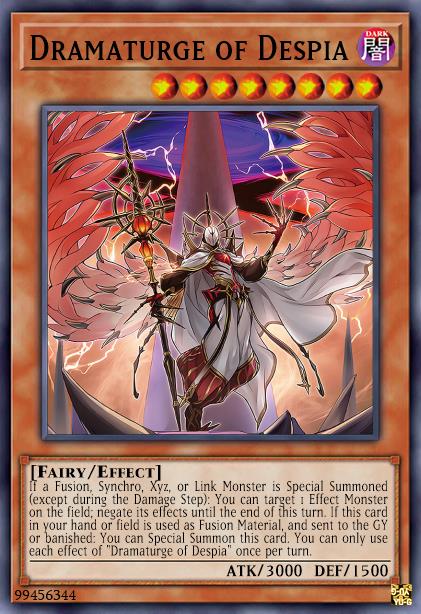 DRAMATURGE OF DESPIA
DARK
闇
[FAIRY/EFFECT]
If a Fusion, Synchro, Xyz, or Link Monster is Special Summoned
(except during the Damage Step): You can target 1 Effect Monster
on the field; negate its effects until the end of this turn. If this card
in your hand or field is used as Fusion Material, and sent to the GY
or banished: You can Special Summon this card. You can only use
each effect of "Dramaturge of Despia" once per turn.
ATK/3000 DEF/1500
99456344